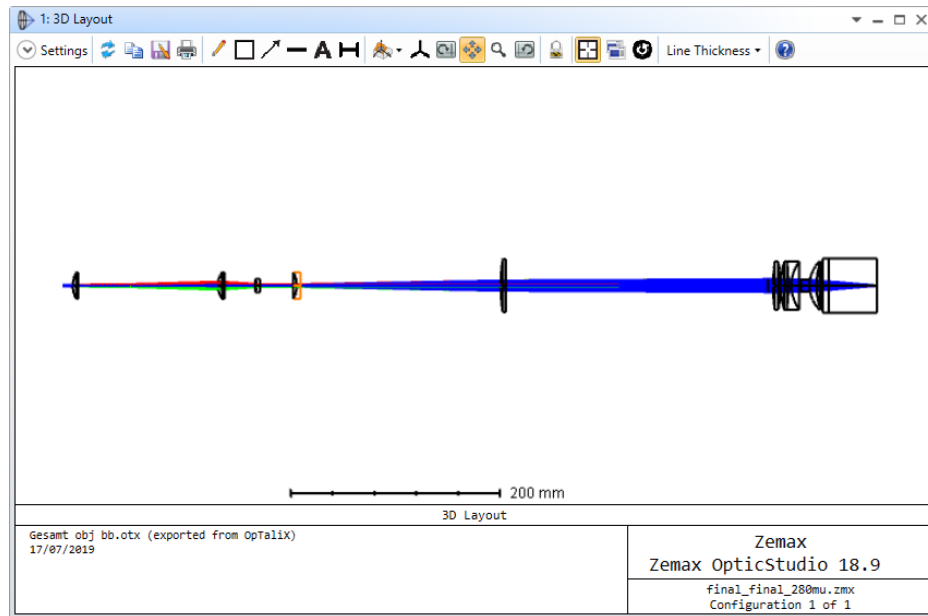 1: 3D Layout
Settings
A
Line Thickness
200 mm
3D Layout
Gesamt obj bb.otx (exported from OpTaliX)
17/07/2019
Zemax
Zemax OpticStudio 18.9
final_final_280mu.zmx
Configuration 1 of 1